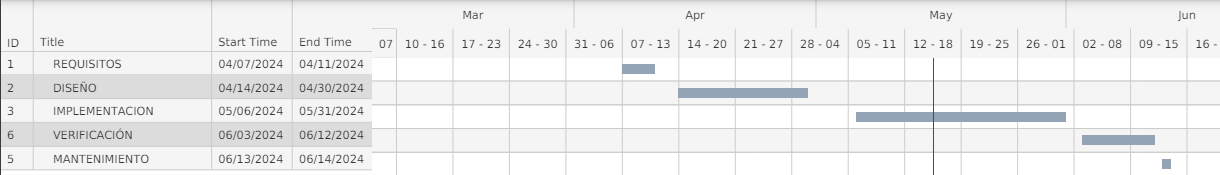 Mar Apr May Jun
ID Title Start Time End Time 07 10 - 16 17 - 23 24 - 30 31 - 06 07 - 13 14 - 20 21 - 27 28 - 04 05 - 11 12 - 18 19 - 25 26 - 01 02 - 08 09 - 15 16 -
1 REQUISITOS 04/07/2024 04/11/2024
2 DISEÑO 04/14/2024 04/30/2024
3 IMPLEMENTACION 05/06/2024 05/31/2024
6 VERIFICACIÓN 06/03/2024 06/12/2024
5 MANTENIMIENTO 06/13/2024 06/14/2024